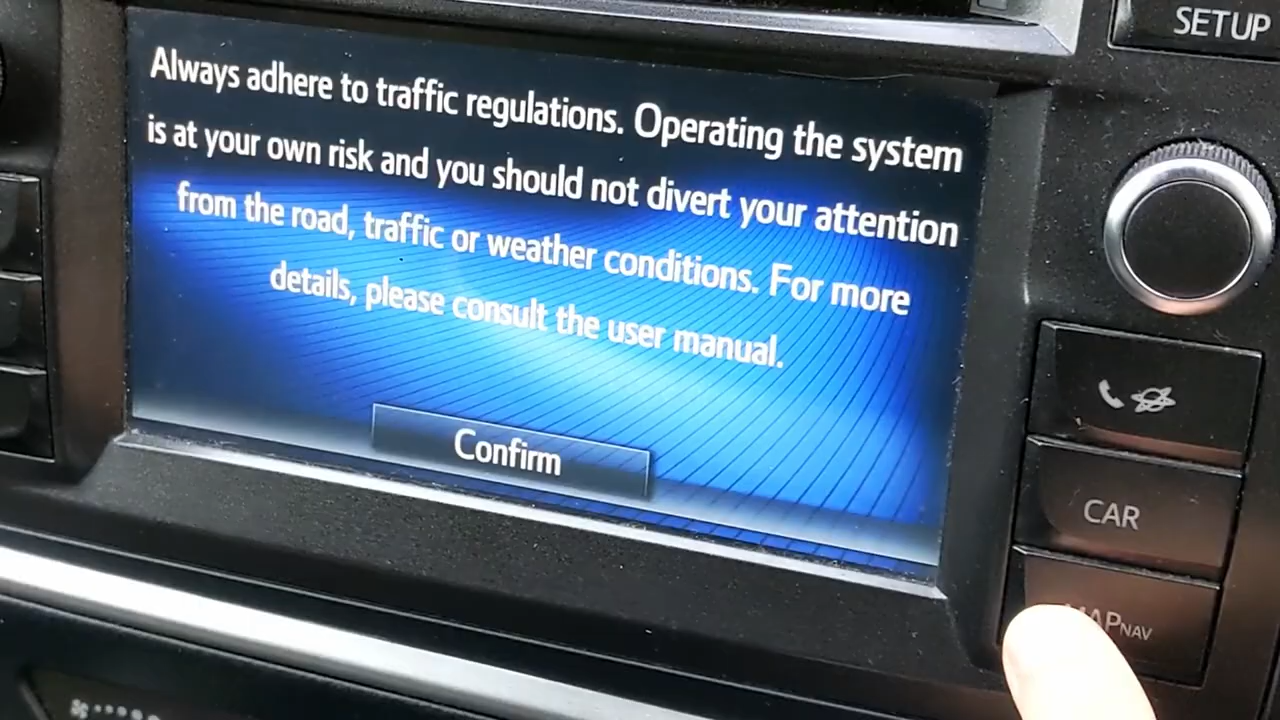 SETUP
Always adhere to traffic regulations. Operating the system
is at your own risk and you should not divert your attention
from the road, traffic or weather conditions. For more
details, please consult the user manual.
Confirm
CAR
MAP NAV